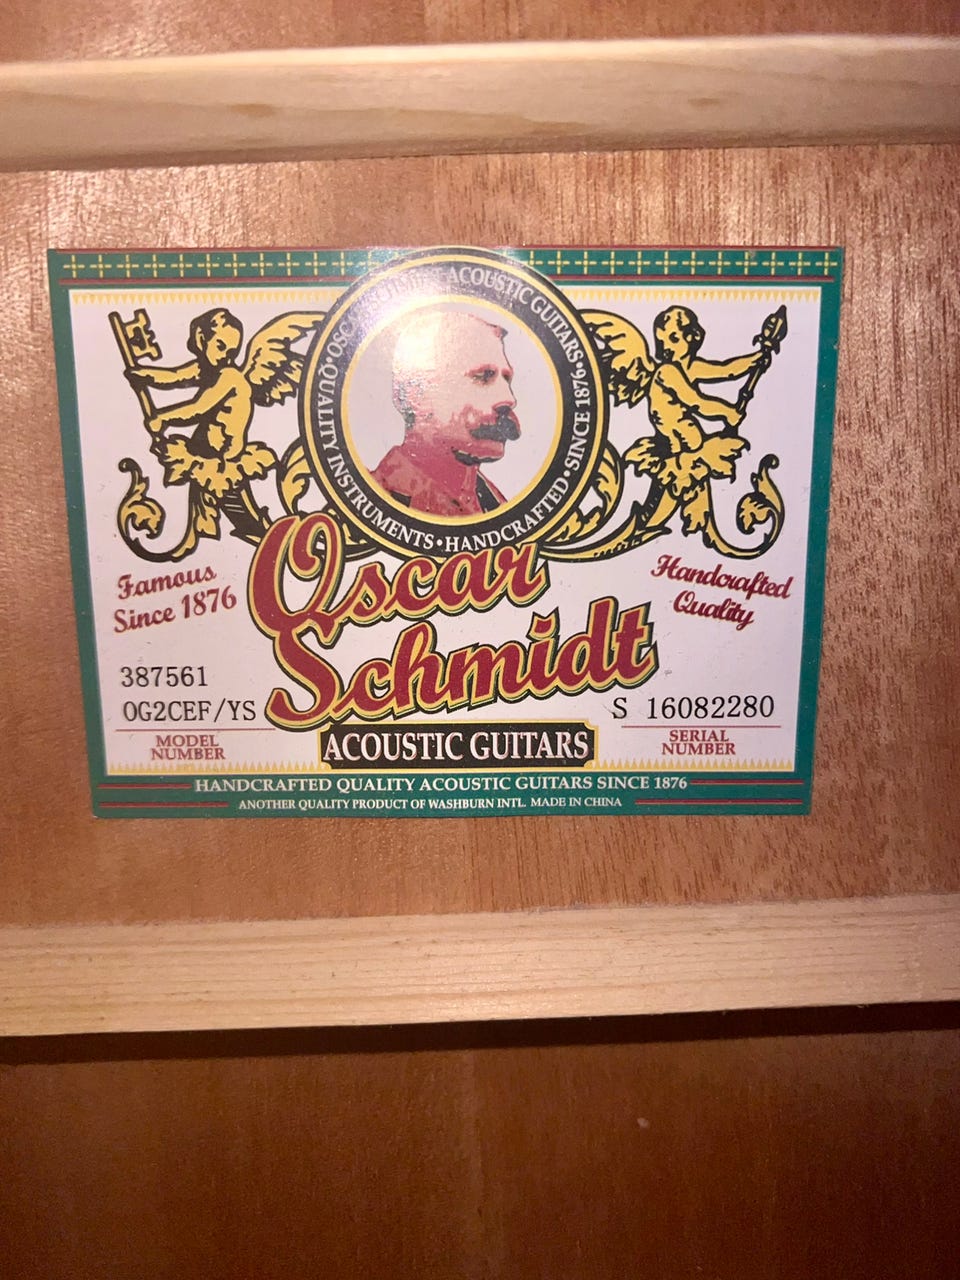 OSCAR SCHMIDT ACOUSTIC GUITARS • SINCE 1876 •
QUALITY INSTRUMENTS • HANDCRAFTED •
Famous
Since 1876
Oscar
Schmidt
Handcrafted
Quality
387561
OG2CEF/YS
MODEL
NUMBER
ACOUSTIC GUITARS
S 16082280
SERIAL
NUMBER
HANDCRAFTED QUALITY ACOUSTIC GUITARS SINCE 1876
ANOTHER QUALITY PRODUCT OF WASHBURN INTL. MADE IN CHINA